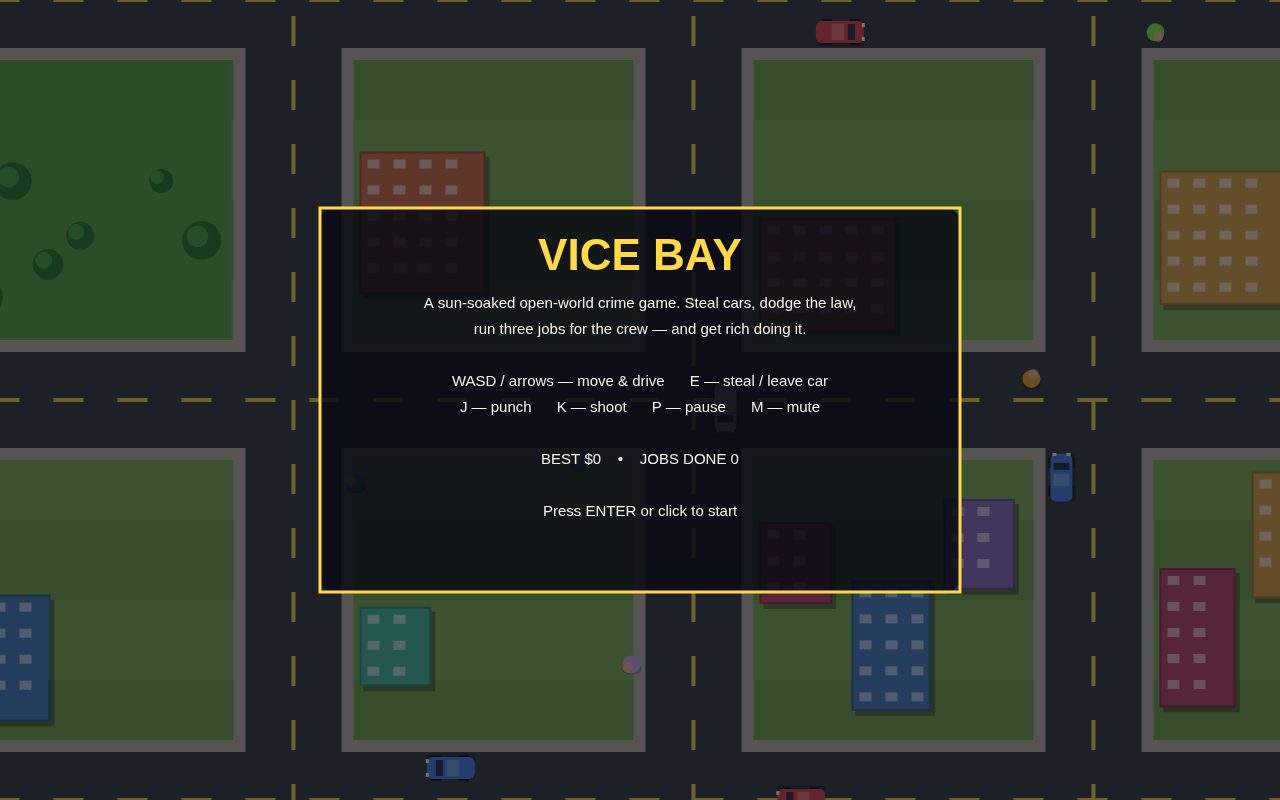 VICE BAY
A sun-soaked open-world crime game. Steal cars, dodge the law,
run three jobs for the crew — and get rich doing it.
WASD / arrows — move & drive E — steal / leave car
J — punch K — shoot P — pause M — mute
BEST $0 • JOBS DONE 0
Press ENTER or click to start